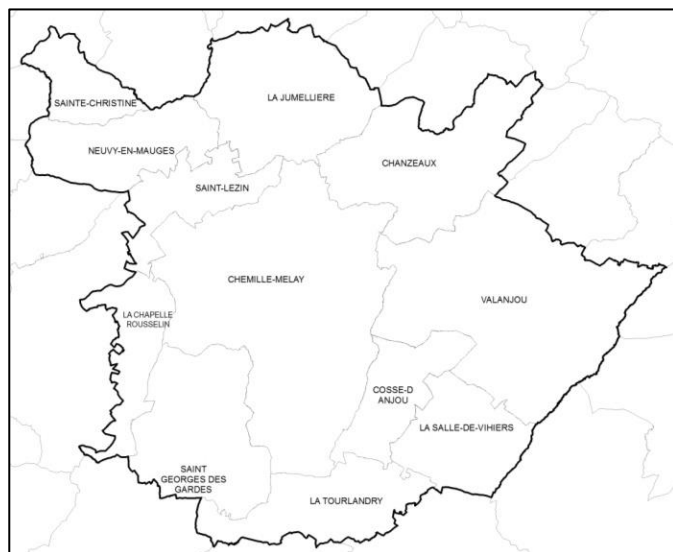 LA JUMELLIERE
SAINTE-CHRISTINE
NEUVY-EN-MAUGES
CHANZEAUX
SAINT-LEZIN
CHEMILLE-MELAY
VALANJOU
LA CHAPELLE
ROUSSELIN
COSSE-D
ANJOU
LA SALLE-DE-VIHIERS
SAINT
GEORGES DES
GARDES
LA TOURLANDRY